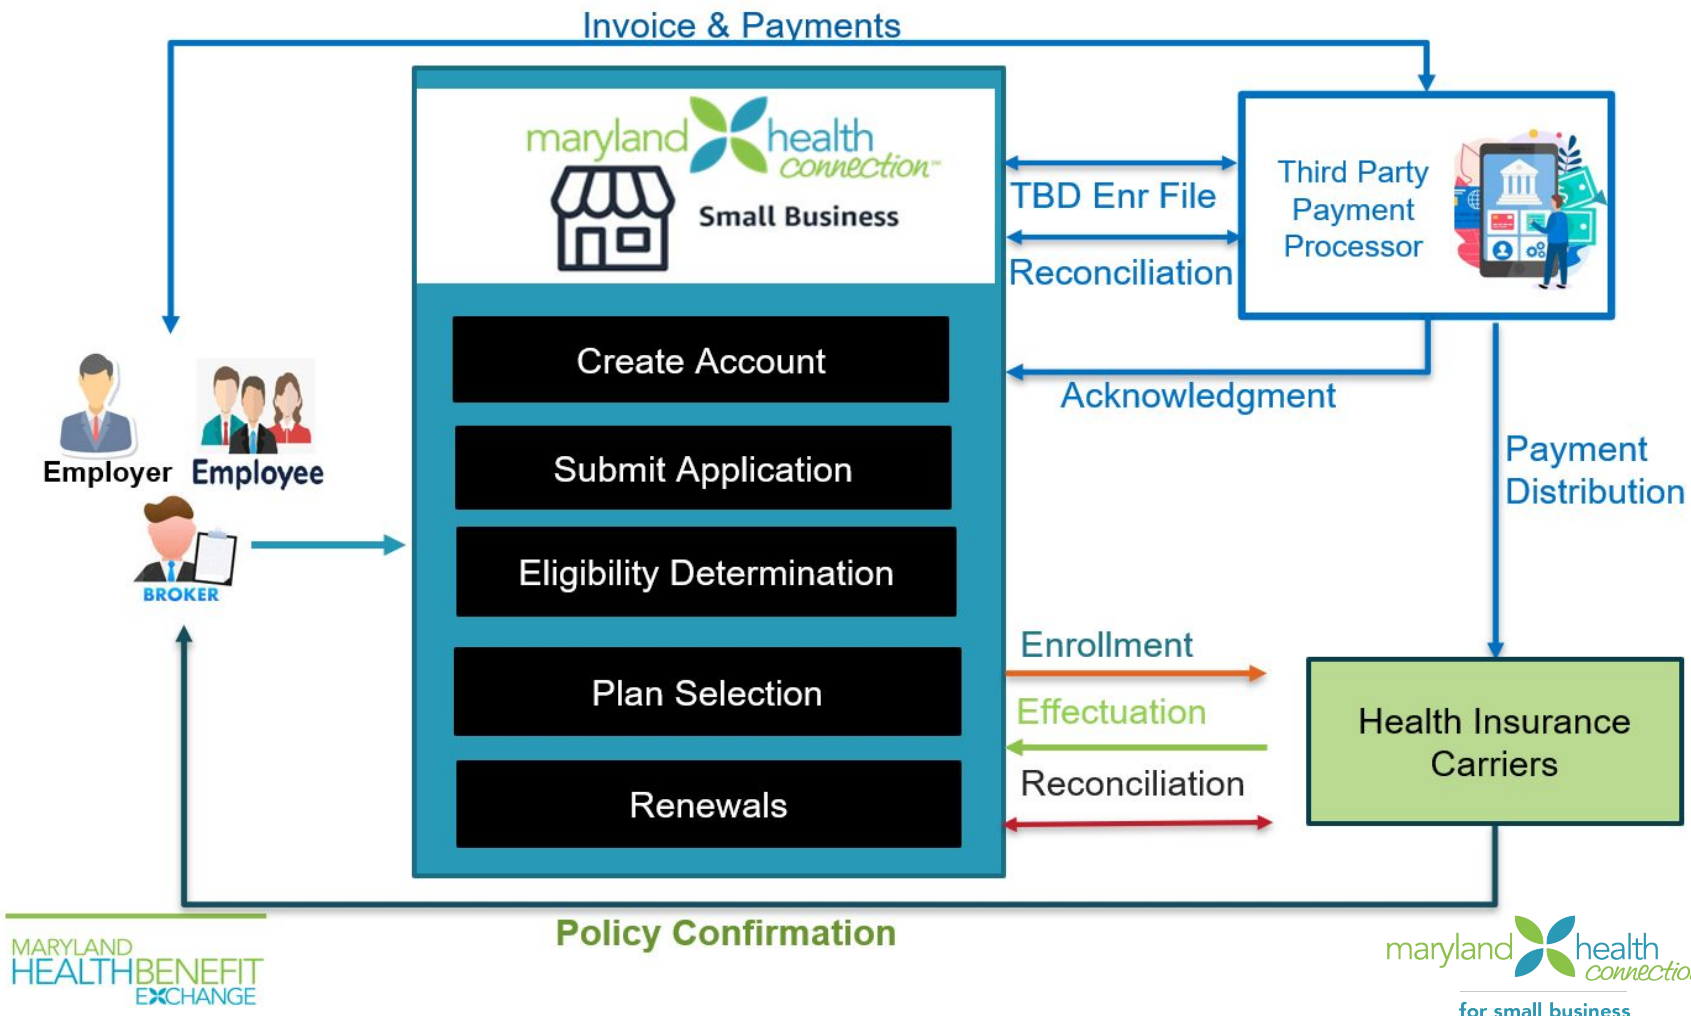 Invoice & Payments
maryland health
connection
Small Business
TBD Enr File
Reconciliation
Third Party
Payment
Processor
Create Account
Acknowledgment
Submit Application
Payment
Distribution
Employer
Employee
BROKER
Eligibility Determination
Plan Selection
Renewals
Enrollment
Effectuation
Reconciliation
Health Insurance
Carriers
Policy Confirmation
MARYLAND
HEALTHBENEFIT
EXCHANGE
maryland health
connectio
for small business